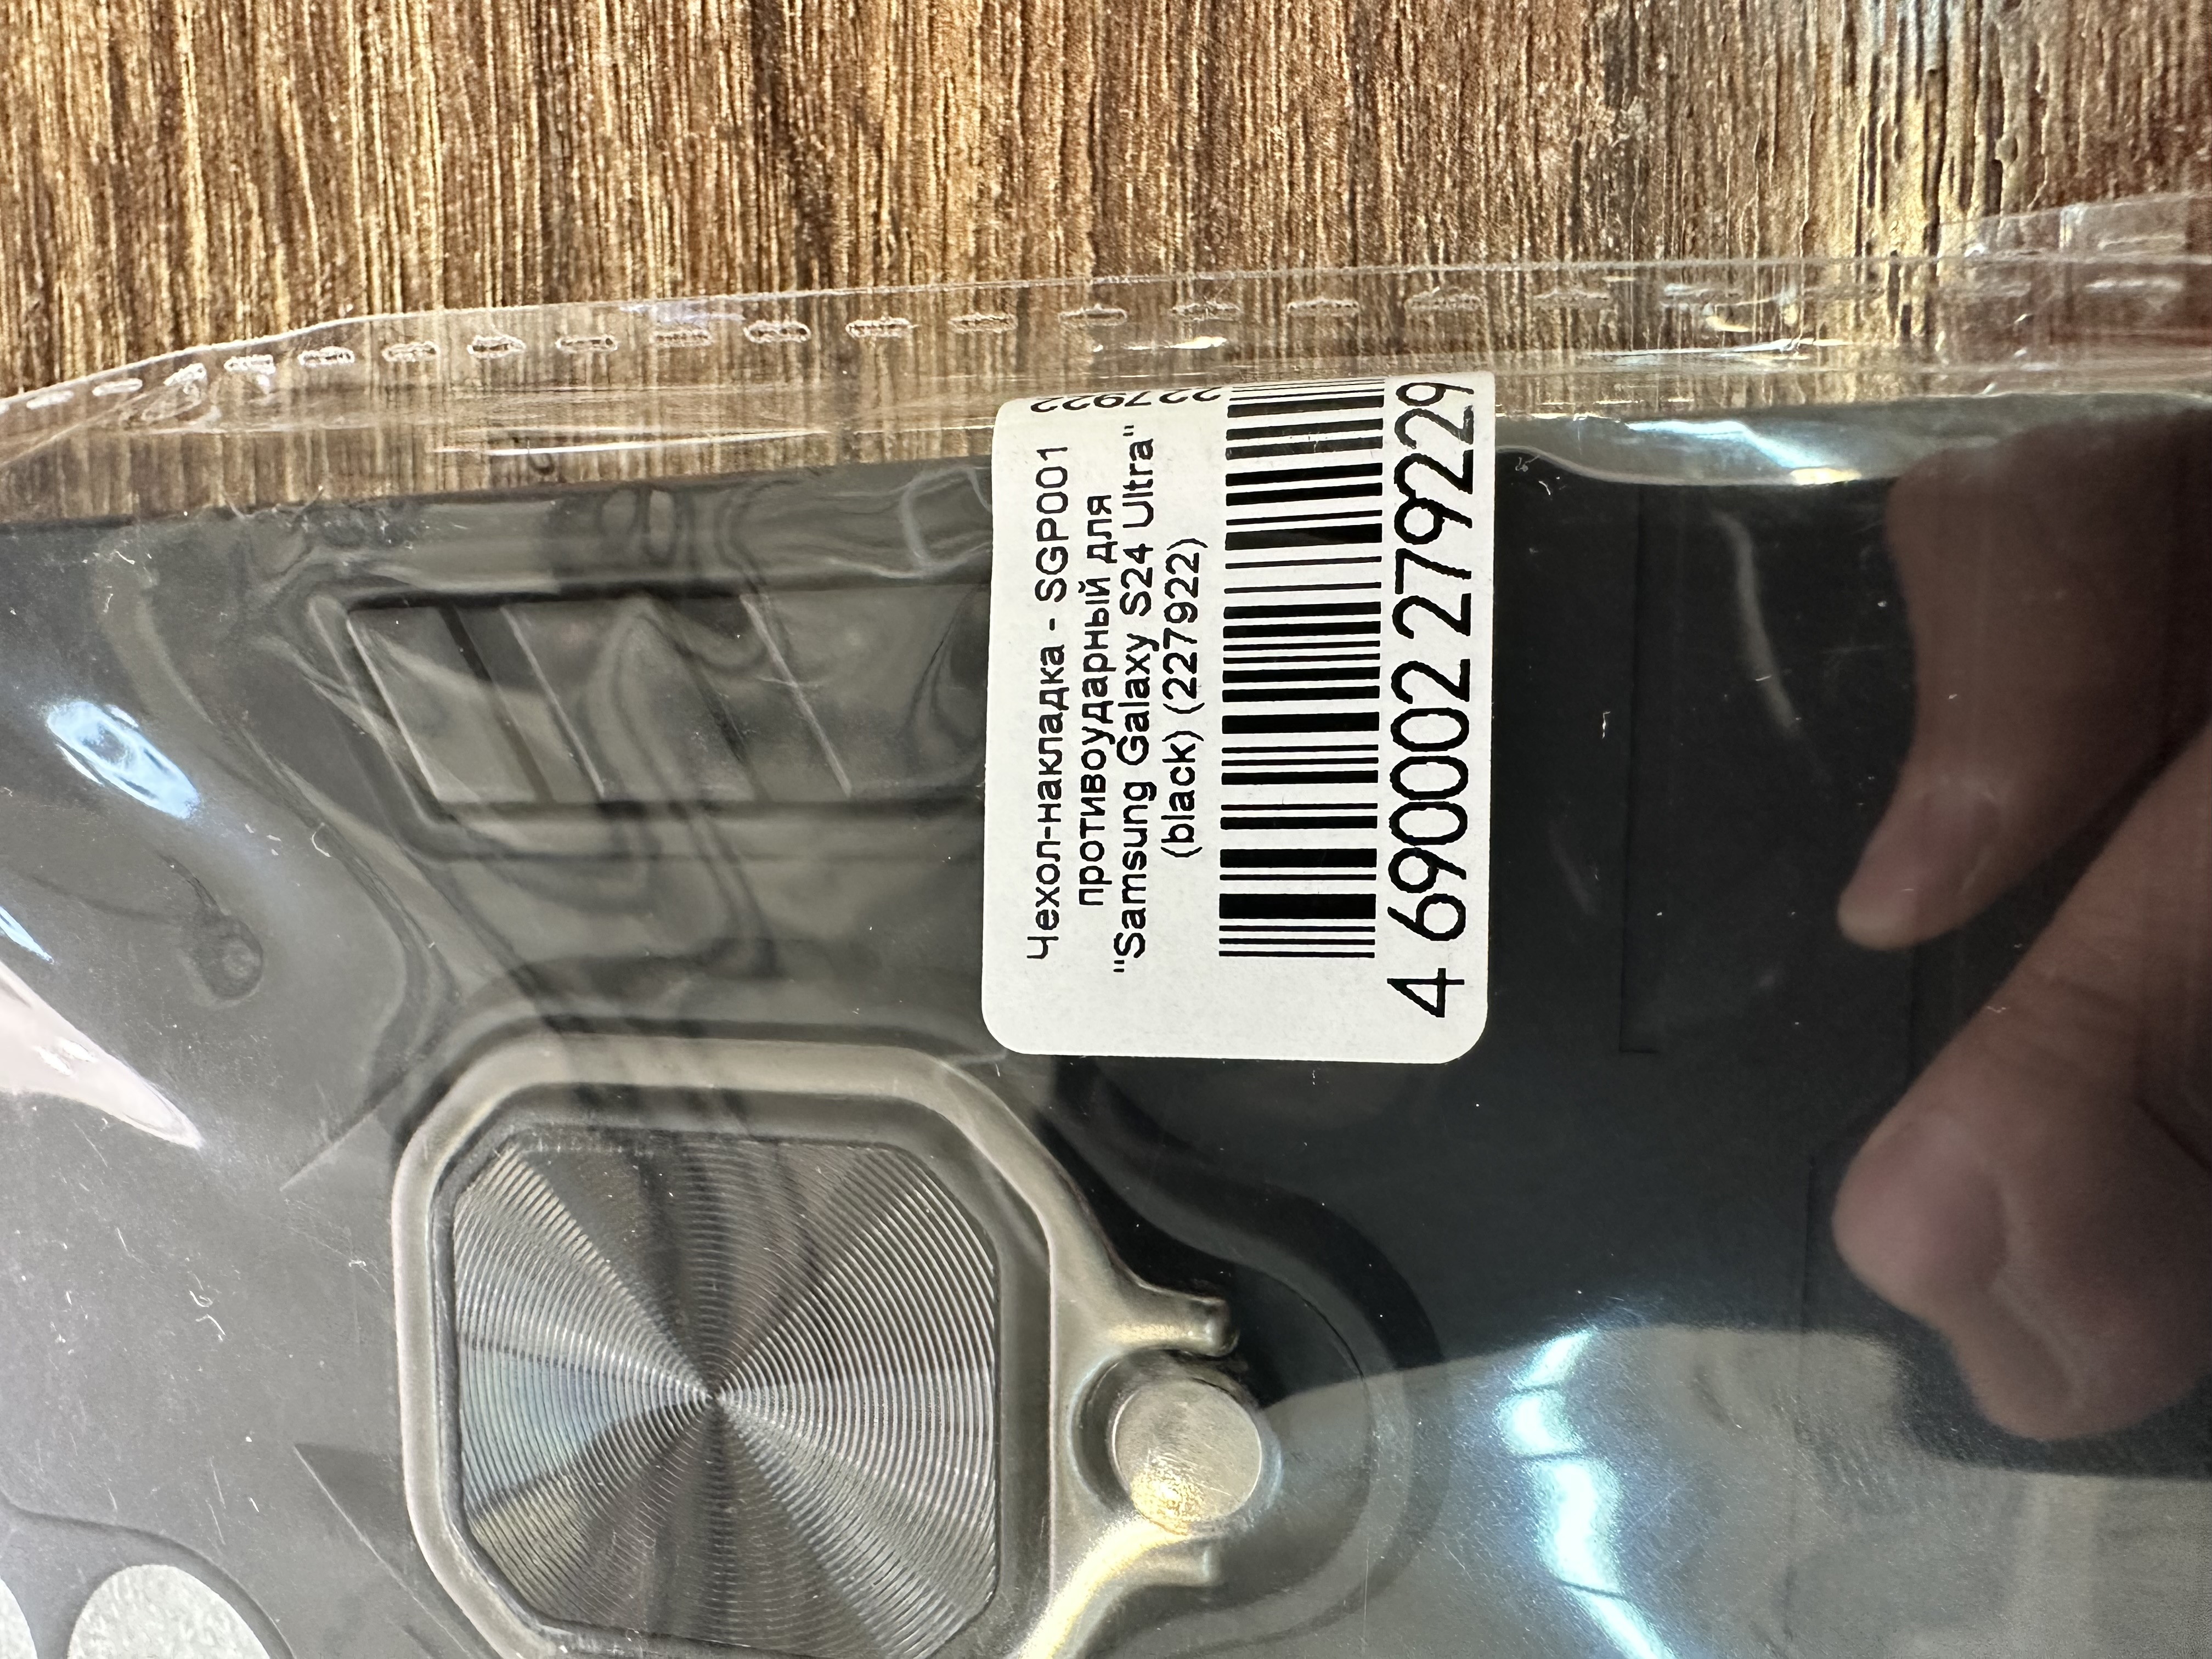 Чехол-накладка - SGP001
противоударный для
"Samsung Galaxy S24 Ultra"
(black) (227922)
4 690002 279229
227922